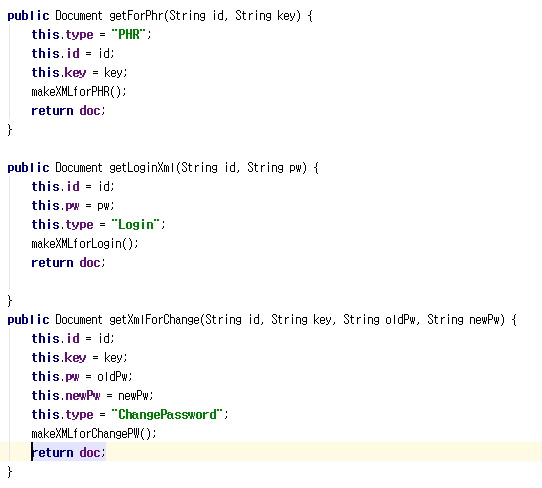 public Document getForPhr(String id, String key) {
    this.type = "PHR";
    this.id = id;
    this.key = key;
    makeXMLforPHR();
    return doc;
}
public Document getLoginXml(String id, String pw) {
    this.id = id;
    this.pw = pw;
    this.type = "Login";
    makeXMLforLogin();
    return doc;
}
public Document getXmlForChange(String id, String key, String oldPw, String newPw) {
    this.id = id;
    this.key = key;
    this.pw = oldPw;
    this.newPw = newPw;
    this.type = "ChangePassword";
    makeXMLforChangePW();
    return doc;
}